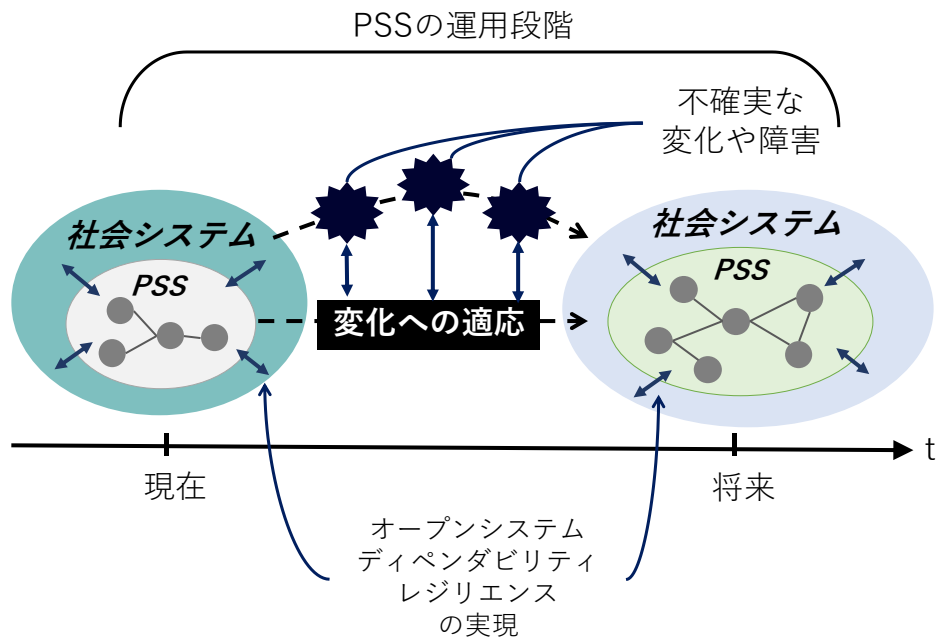 PSSの運用段階
不確実な
変化や障害
社会システム
PSS
変化への適応
社会システム
PSS
t
現在
将来
オープンシステム
ディペンダビリティ
レジリエンス
の実現